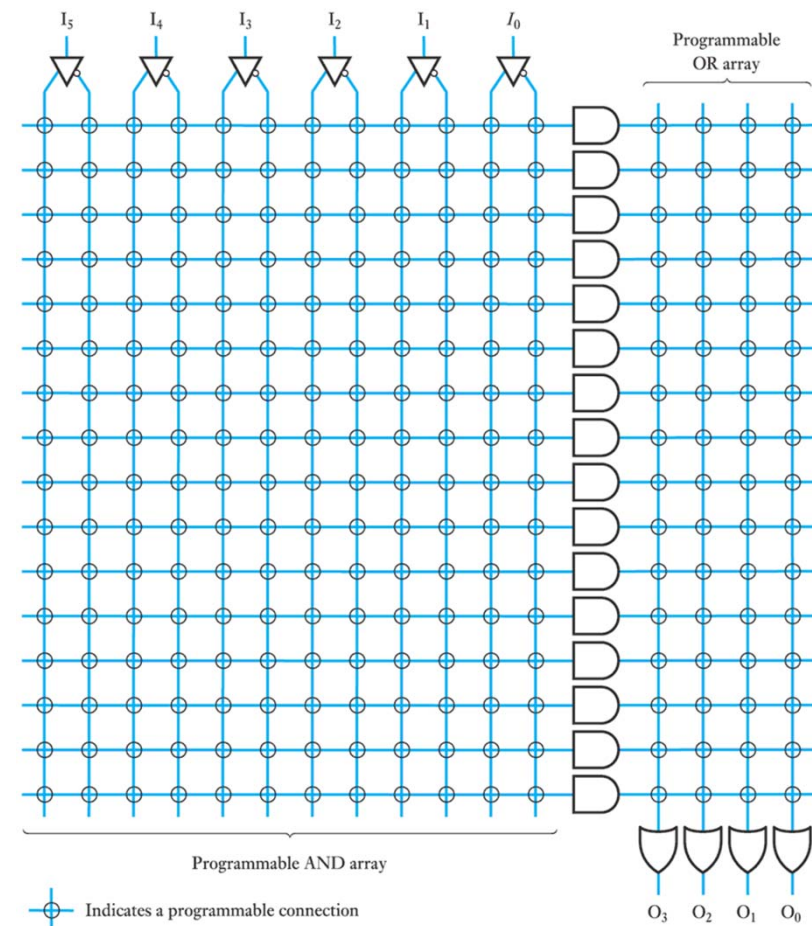 I₅ I₄ I₃ I₂ I₁ I₀
Programmable
OR array
Programmable AND array
Indicates a programmable connection
O₃ O₂ O₁ O₀